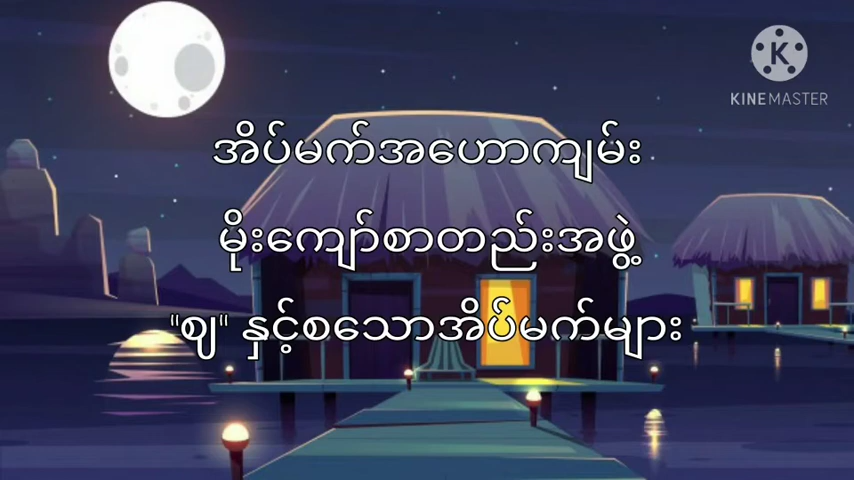 KINEMASTER
အိပ်မက်အဟောကျမ်း
မိုးကျော်စာတည်းအဖွဲ့
"ဈ" နှင့်စသောအိပ်မက်များ